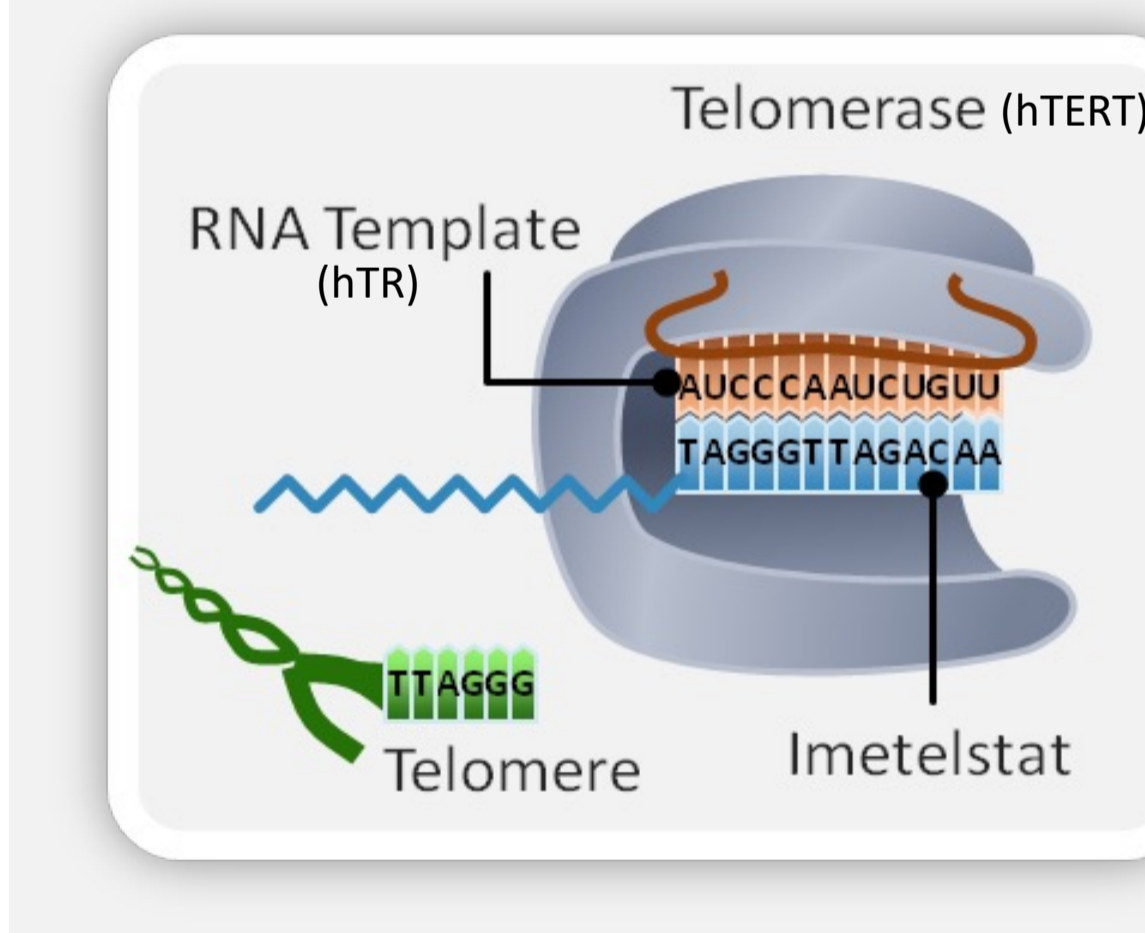 Telomerase (hTERT)
RNA Template
(hTR)
AUCCCAAUCUGUU
TAGGGTTAGACAA
TTAGGG
Telomere
Imetelstat